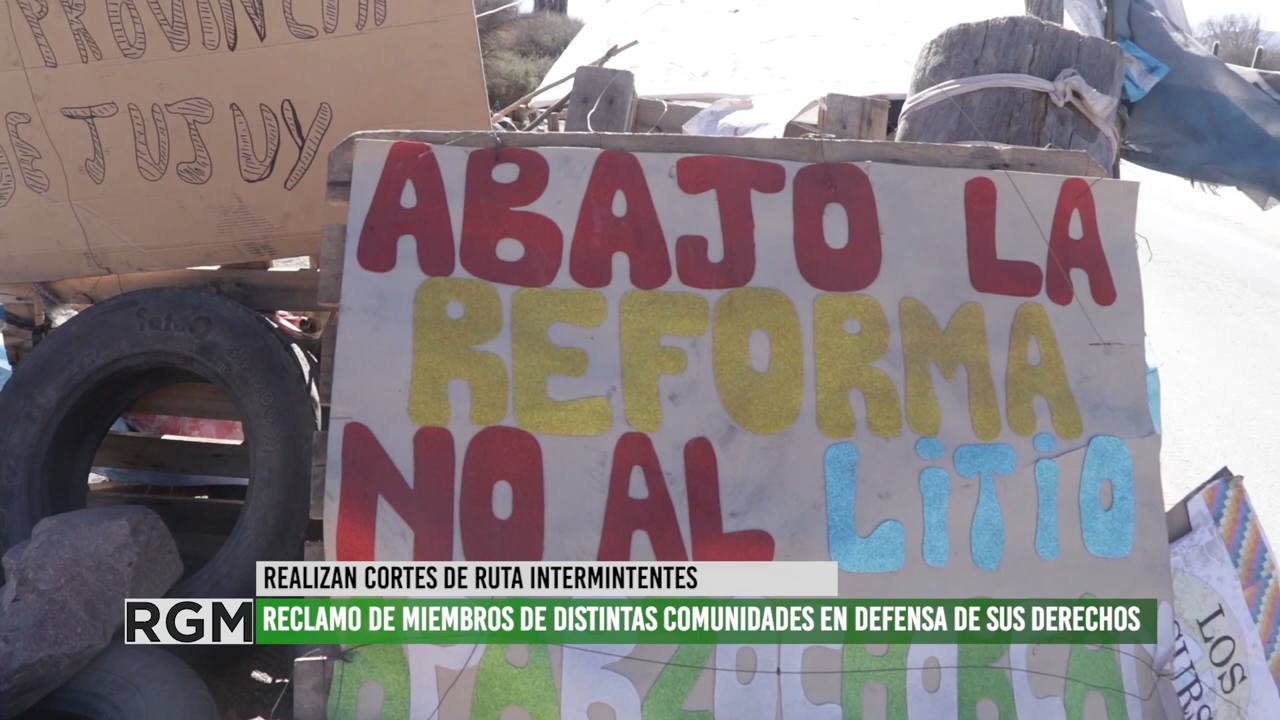 PROVINCIA
DE JUJUY
ABAJO LA
REFORMA
NO AL LiTiO
REALIZAN CORTES DE RUTA INTERMINTENTES
RGM
RECLAMO DE MIEMBROS DE DISTINTAS COMUNIDADES EN DEFENSA DE SUS DERECHOS
LOS